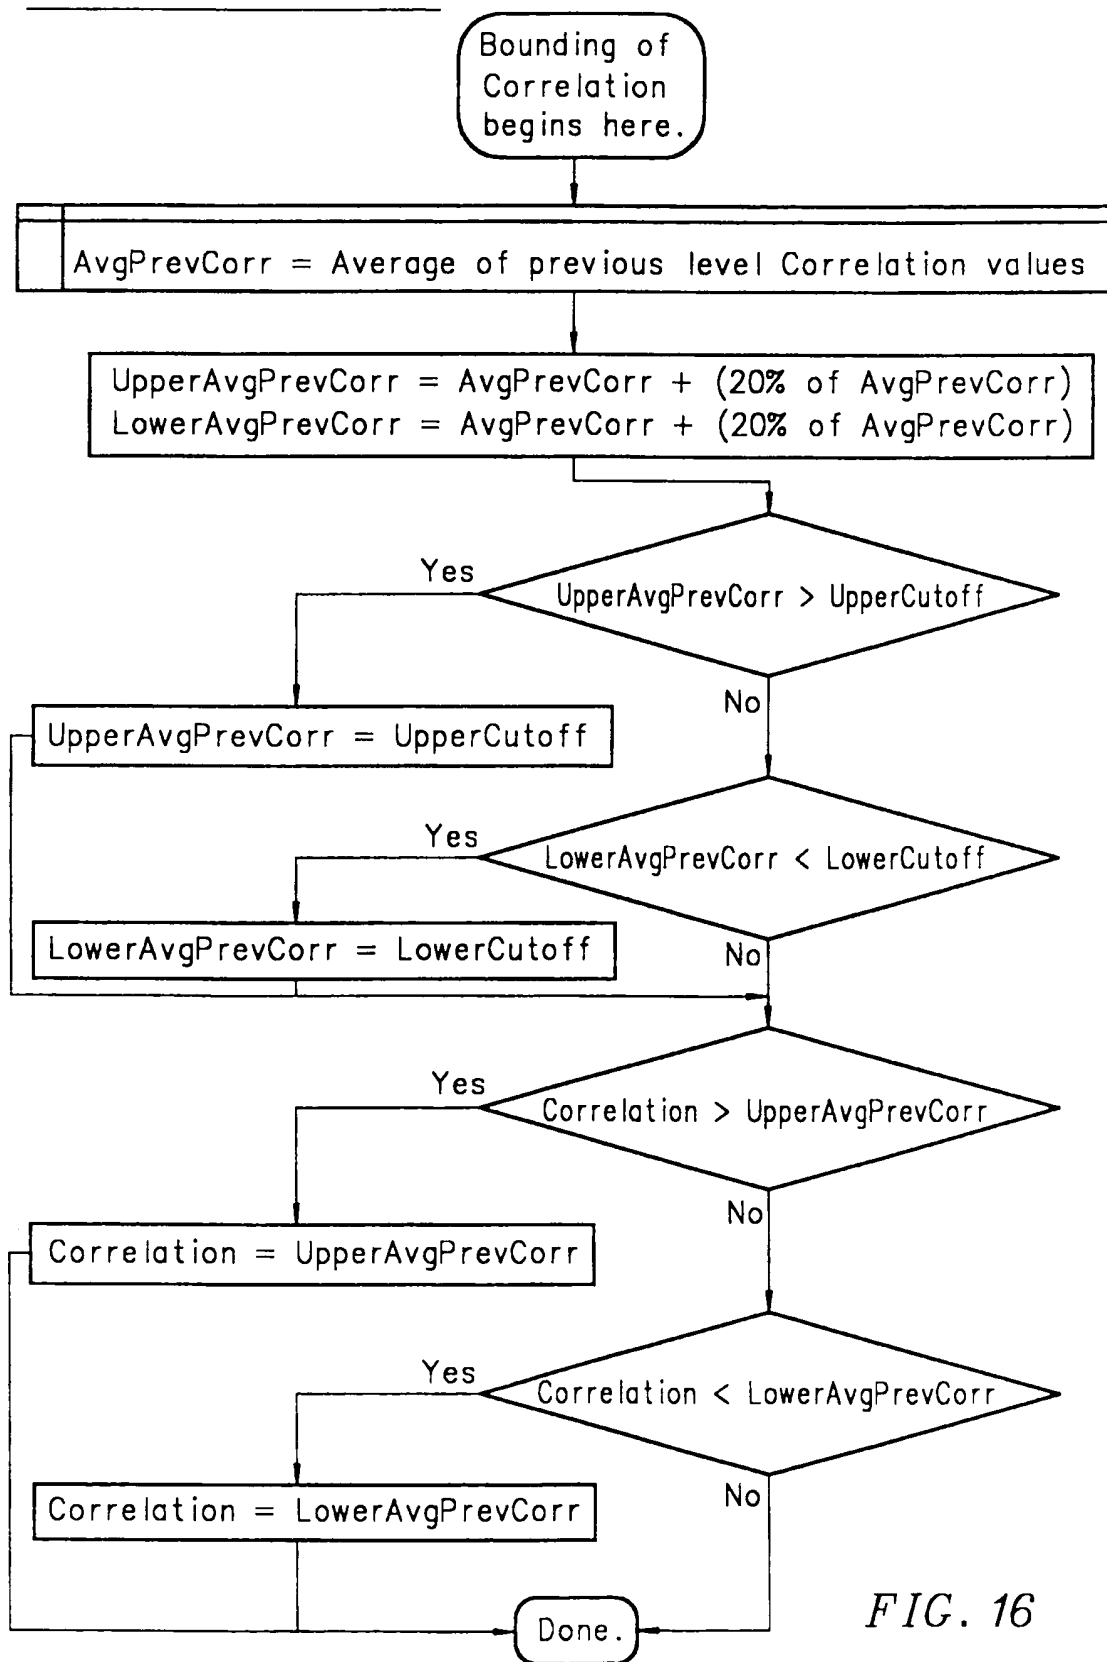 Bounding of
Correlation
begins here.
AvgPrevCorr = Average of previous level Correlation values
UpperAvgPrevCorr = AvgPrevCorr + (20% of AvgPrevCorr)
LowerAvgPrevCorr = AvgPrevCorr + (20% of AvgPrevCorr)
Yes
UpperAvgPrevCorr > UpperCutoff
No
UpperAvgPrevCorr = UpperCutoff
Yes
LowerAvgPrevCorr < LowerCutoff
LowerAvgPrevCorr = LowerCutoff
No
Yes
Correlation > UpperAvgPrevCorr
No
Correlation = UpperAvgPrevCorr
Yes
Correlation < LowerAvgPrevCorr
No
Correlation = LowerAvgPrevCorr
Done.
FIG. 16